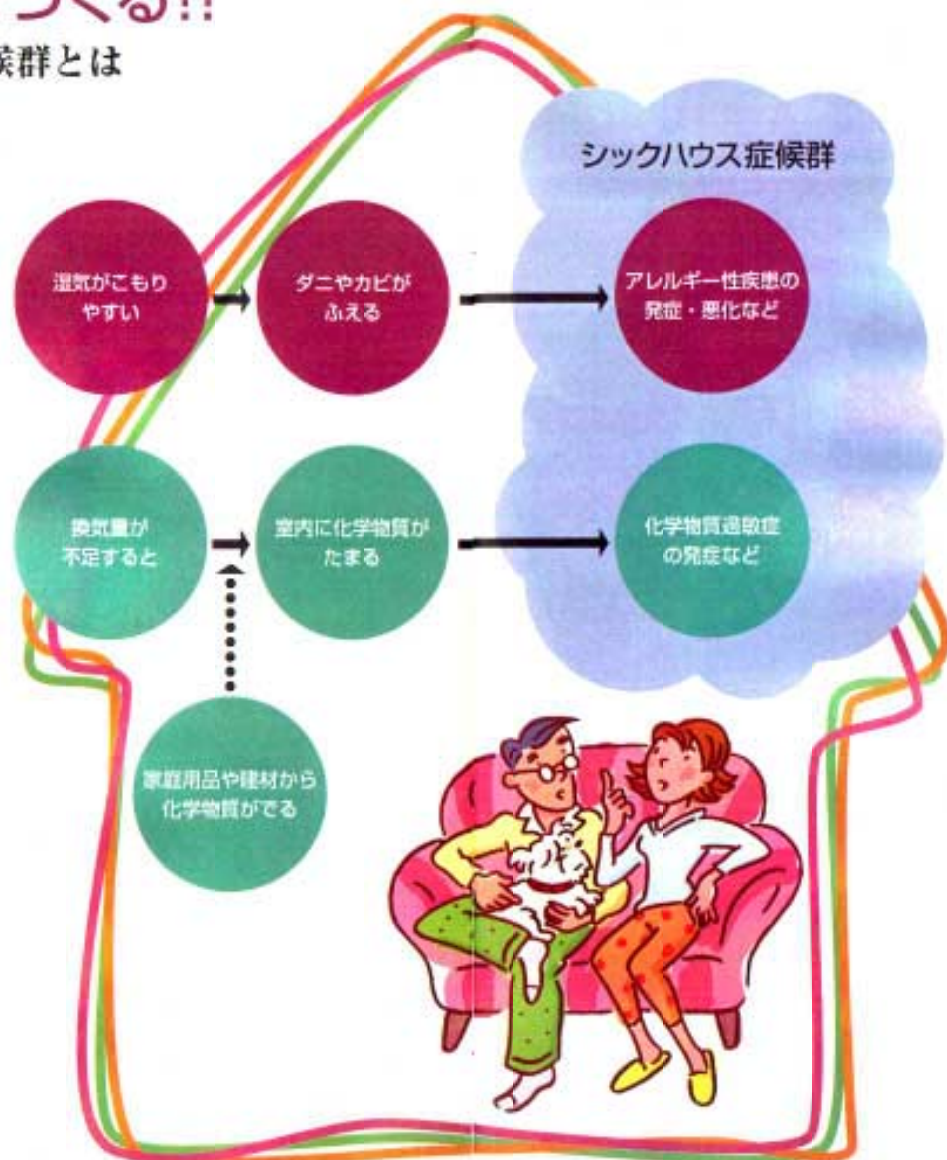 つくる!!
候群とは
シックハウス症候群
湿気がこもり
やすい
ダニやカビが
ふえる
アレルギー性疾患の
発症・悪化など
換気量が
不足すると
室内に化学物質が
たまる
化学物質過敏症
の発症など
家庭用品や建材から
化学物質がでる